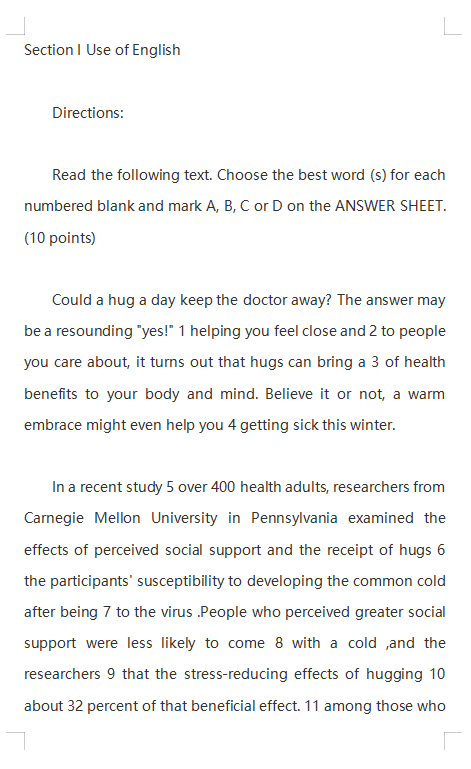 Section I Use of English
Directions:
Read the following text. Choose the best word (s) for each
numbered blank and mark A, B, C or D on the ANSWER SHEET.
(10 points)
Could a hug a day keep the doctor away? The answer may
be a resounding "yes!" 1 helping you feel close and 2 to people
you care about, it turns out that hugs can bring a 3 of health
benefits to your body and mind. Believe it or not, a warm
embrace might even help you 4 getting sick this winter.
In a recent study 5 over 400 health adults, researchers from
Carnegie Mellon University in Pennsylvania examined the
effects of perceived social support and the receipt of hugs 6
the participants' susceptibility to developing the common cold
after being 7 to the virus .People who perceived greater social
support were less likely to come 8 with a cold ,and the
researchers 9 that the stress-reducing effects of hugging 10
about 32 percent of that beneficial effect. 11 among those who